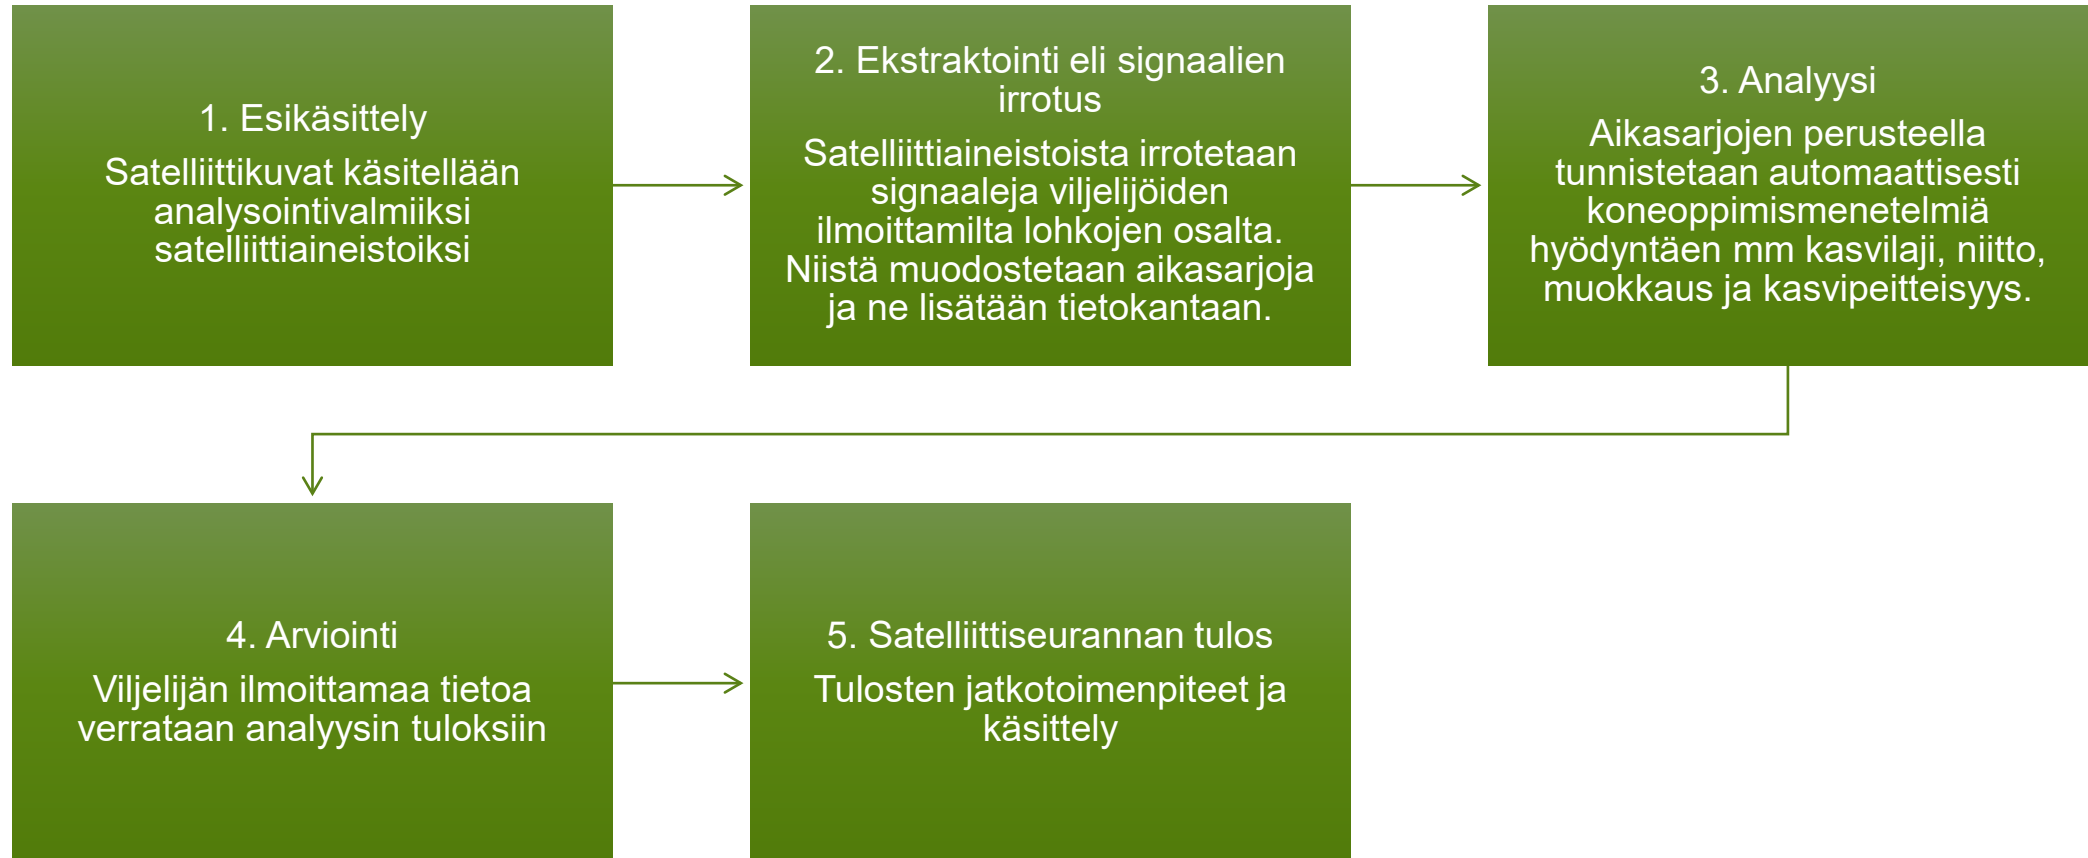 1. Esikäsittely
Satelliittikuvat käsitellään
analysointivalmiiksi
satelliittiaineistoiksi
2. Ekstraktointi eli signaalien
irrotus
Satelliittiaineistoista irrotetaan
signaaleja viljelijöiden
ilmoittamilta lohkojen osalta.
Niistä muodostetaan aikasarjoja
ja ne lisätään tietokantaan.
3. Analyysi
Aikasarjojen perusteella
tunnistetaan automaattisesti
koneoppimismenetelmiä
hyödyntäen mm kasvilaji, niitto,
muokkaus ja kasvipeitteisyys.
4. Arviointi
Viljelijän ilmoittamaa tietoa
verrataan analyysin tuloksiin
5. Satelliittiseurannan tulos
Tulosten jatkotoimenpiteet ja
käsittely